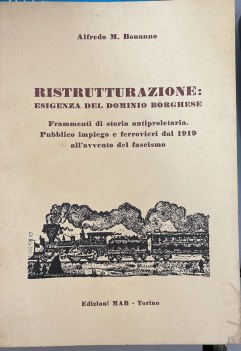 Alfredo M. Bonanno
RISTRUTTURAZIONE:
ESIGENZA DEL DOMINIO BORGHESE
Frammenti di storia antiproletaria.
Pubblico impiego e ferrovieri dal 1919
all'avvento del fascismo
Edizioni MAB - Torino